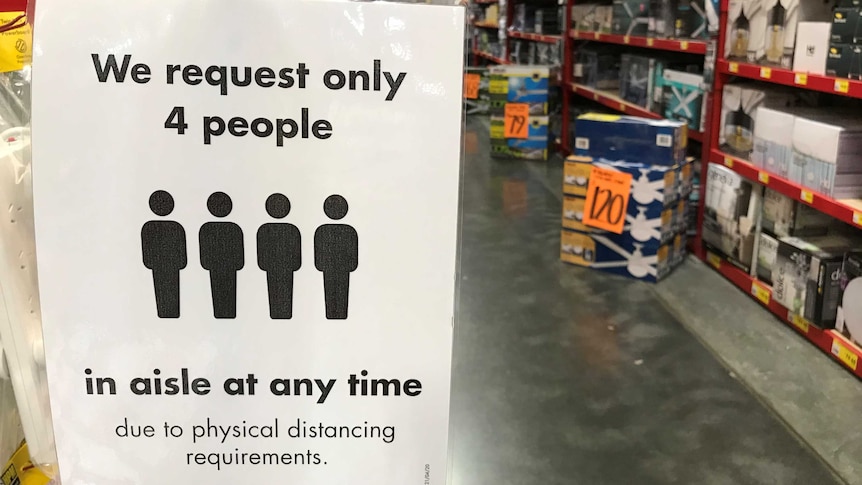 We request only
4 people
in aisle at any time
due to physical distancing
requirements.
79
120